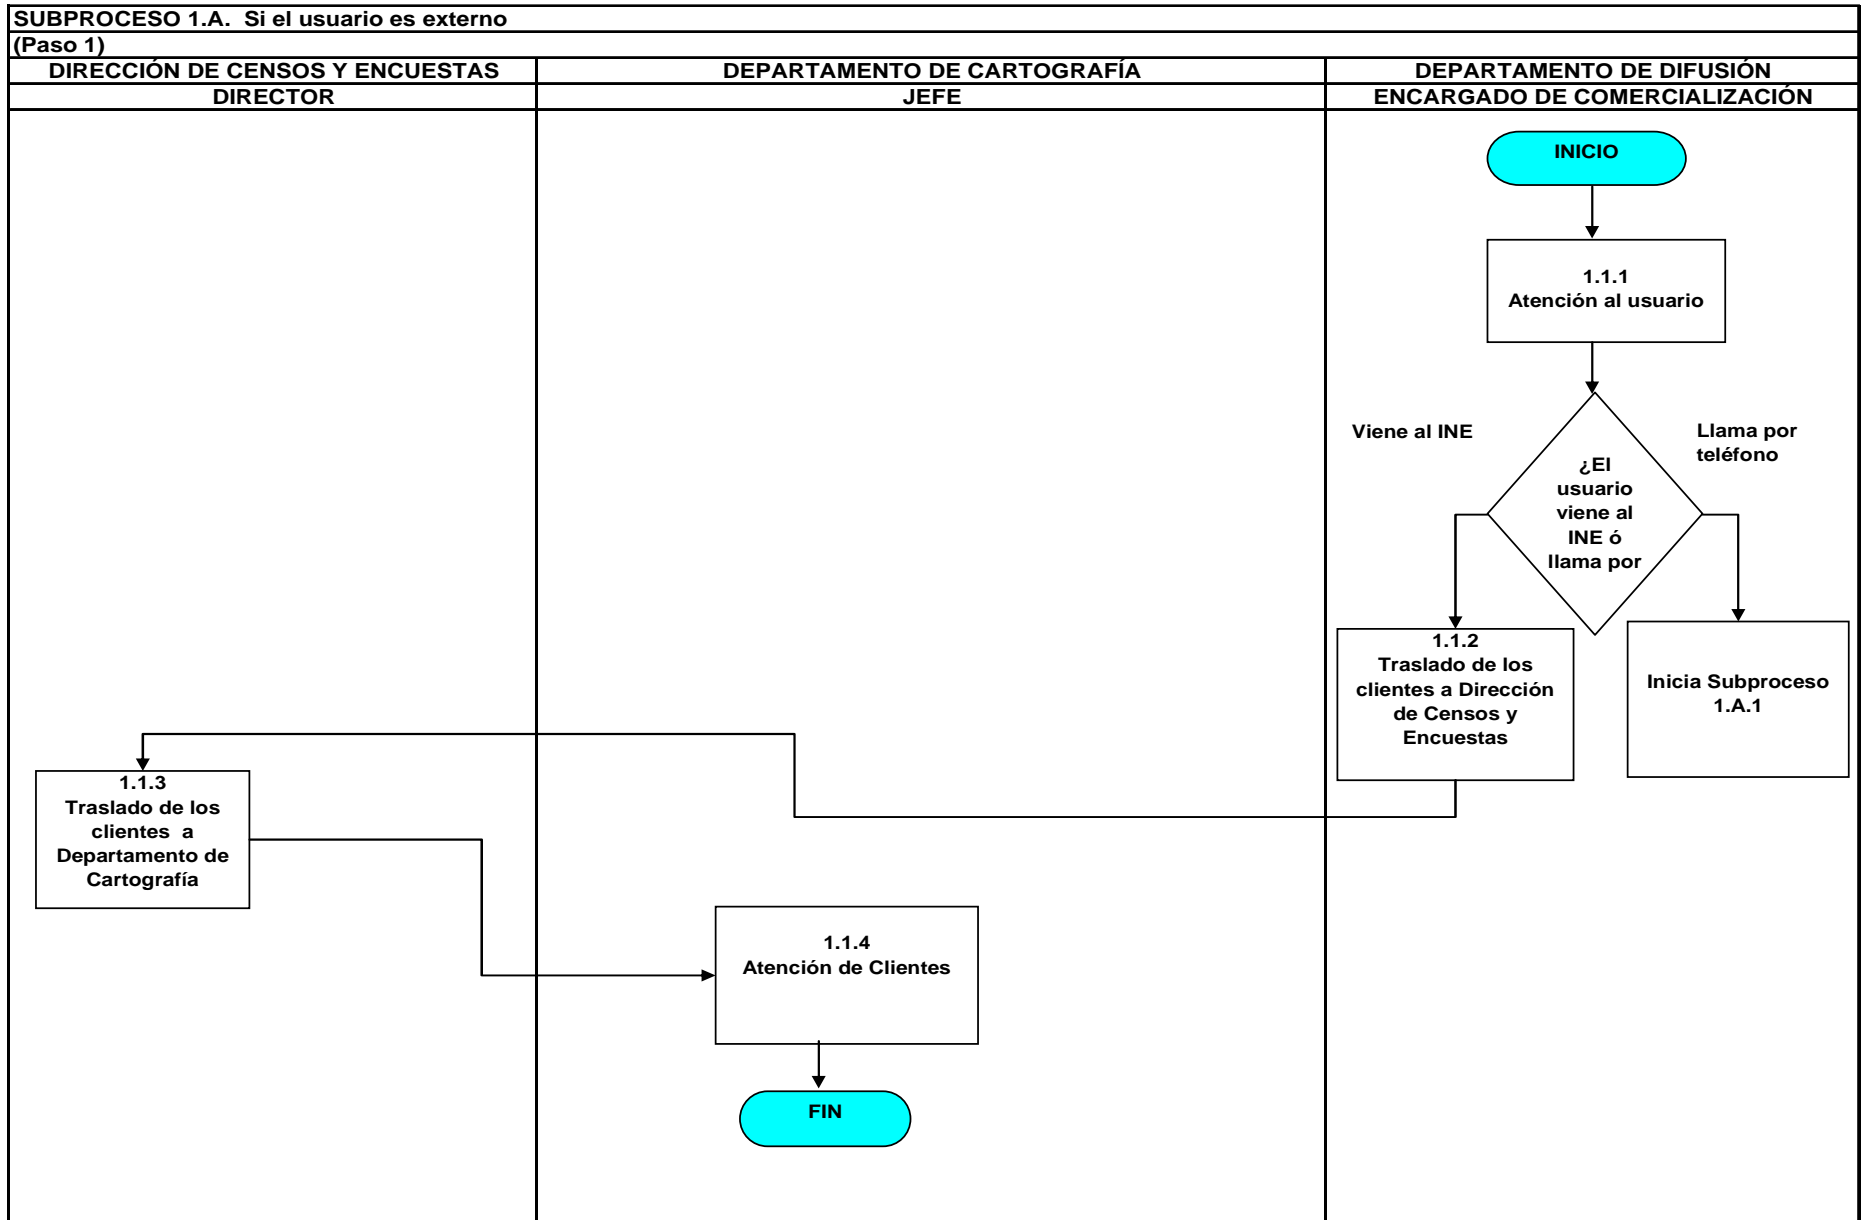 SUBPROCESO 1.A.  Si el usuario es externo
(Paso 1)
DIRECCIÓN DE CENSOS Y ENCUESTAS
DEPARTAMENTO DE CARTOGRAFÍA
DEPARTAMENTO DE DIFUSIÓN
DIRECTOR
JEFE
ENCARGADO DE COMERCIALIZACIÓN
INICIO
1.1.1
Atención al usuario
Viene al INE
Llama por
teléfono
¿El
usuario
viene al
INE ó
llama por
1.1.2
Traslado de los
clientes a Dirección
de Censos y
Encuestas
Inicia Subproceso
1.A.1
1.1.3
Traslado de los
clientes  a
Departamento de
Cartografía
1.1.4
Atención de Clientes
FIN